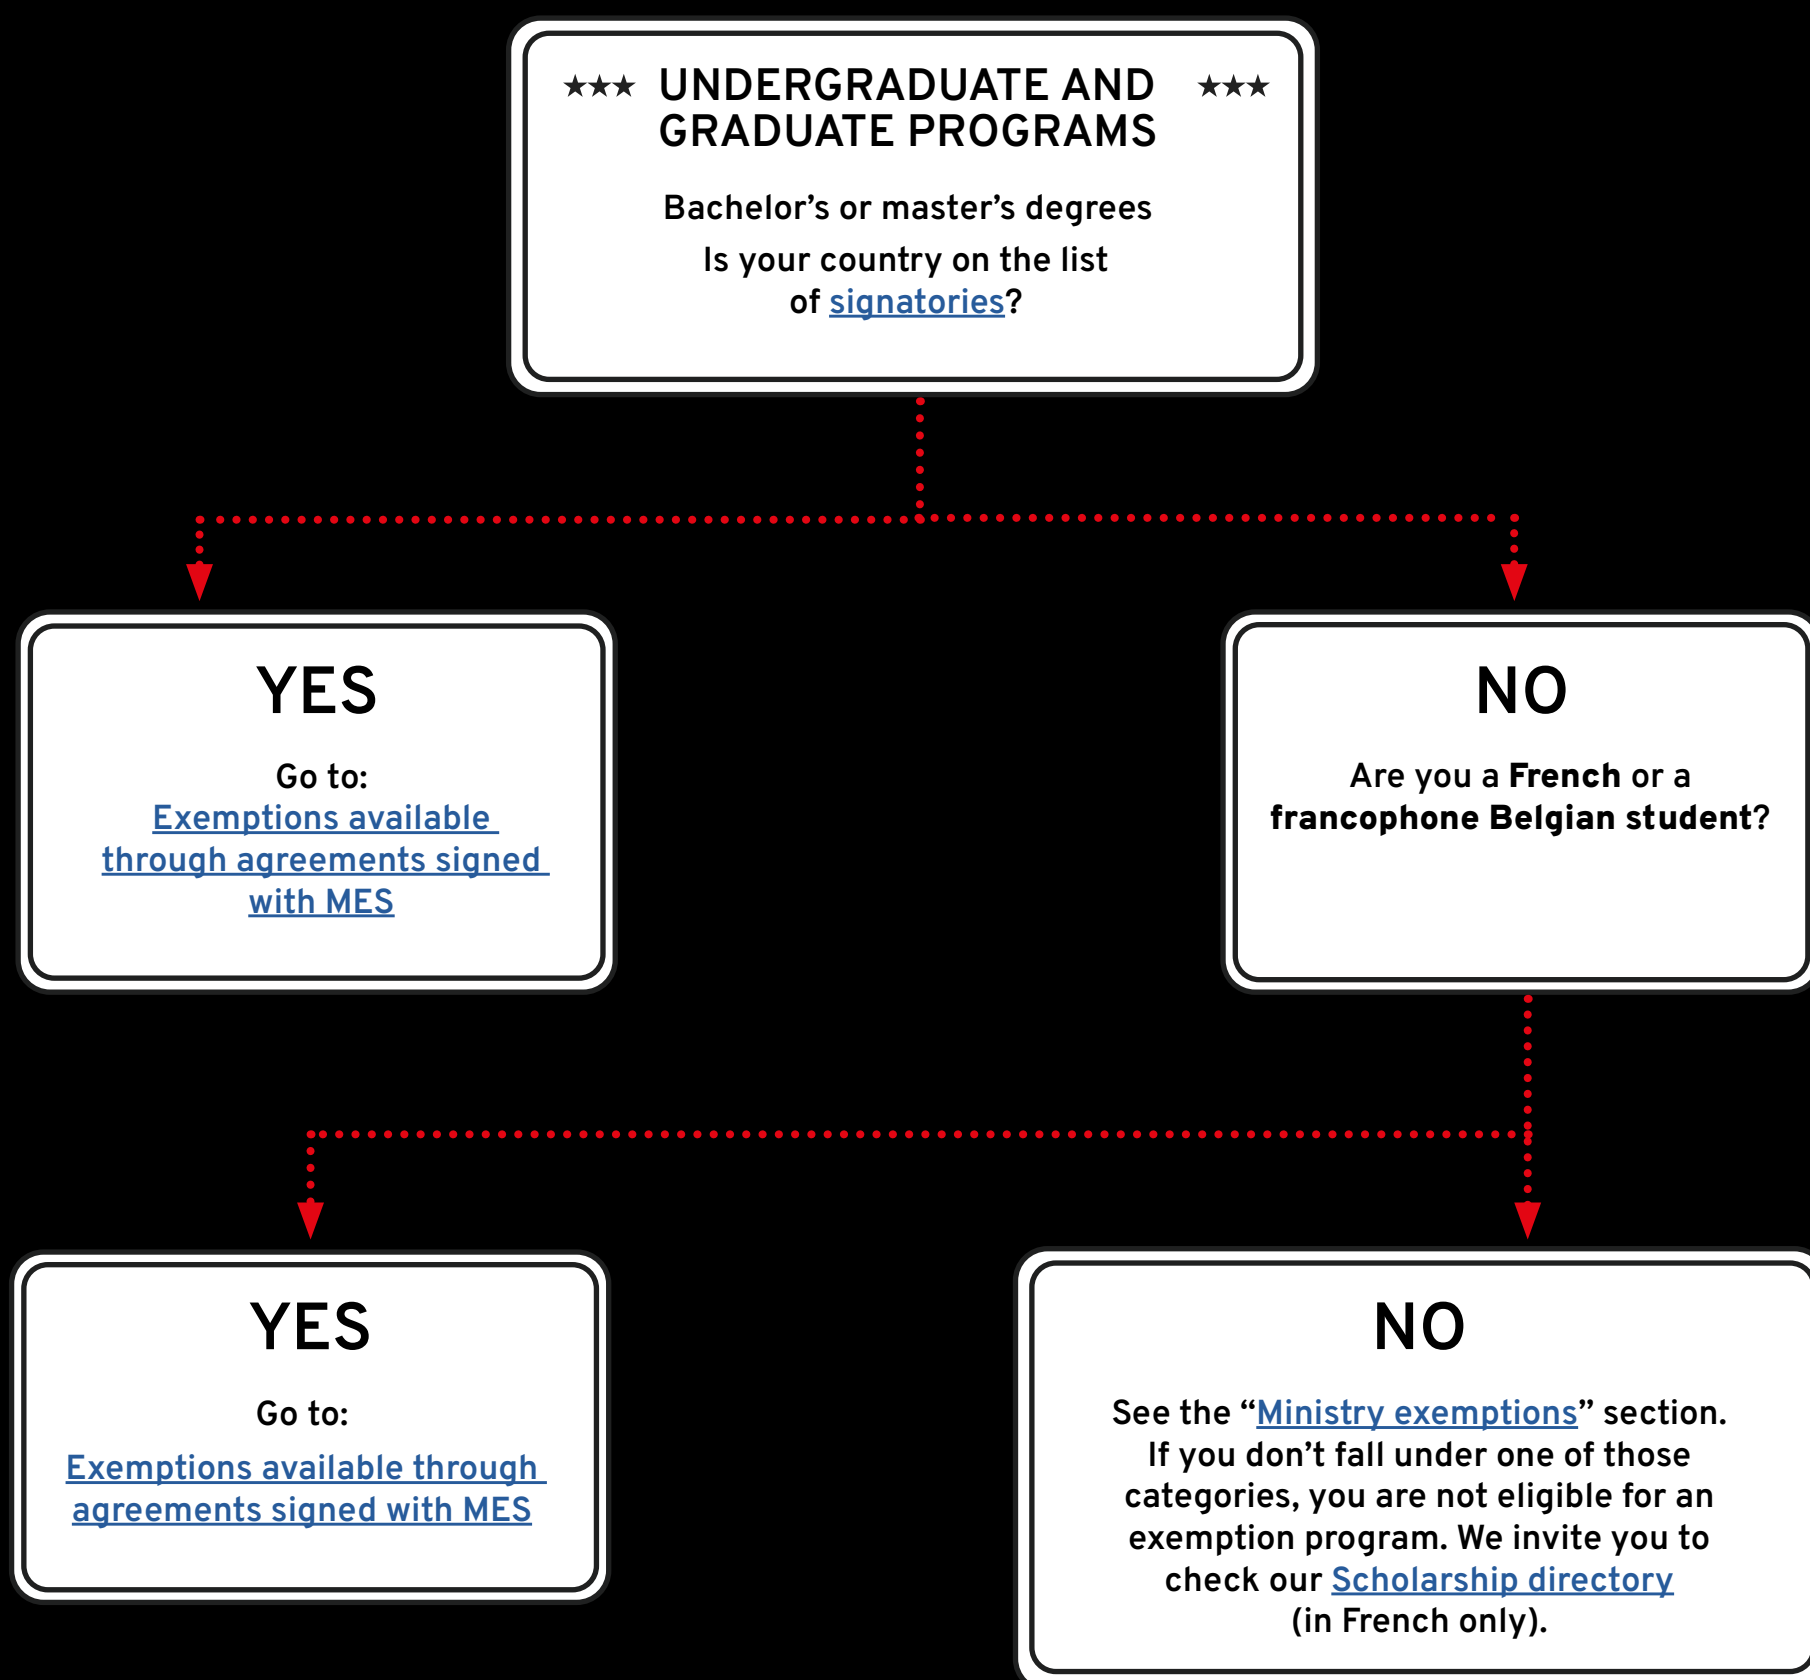 ★★★ UNDERGRADUATE AND ★★★
GRADUATE PROGRAMS
Bachelor’s or master’s degrees
Is your country on the list
of signatories?
YES
Go to:
Exemptions available
through agreements signed
with MES
NO
Are you a French or a
francophone Belgian student?
YES
Go to:
Exemptions available through
agreements signed with MES
NO
See the “Ministry exemptions” section.
If you don’t fall under one of those
categories, you are not eligible for an
exemption program. We invite you to
check our Scholarship directory
(in French only).